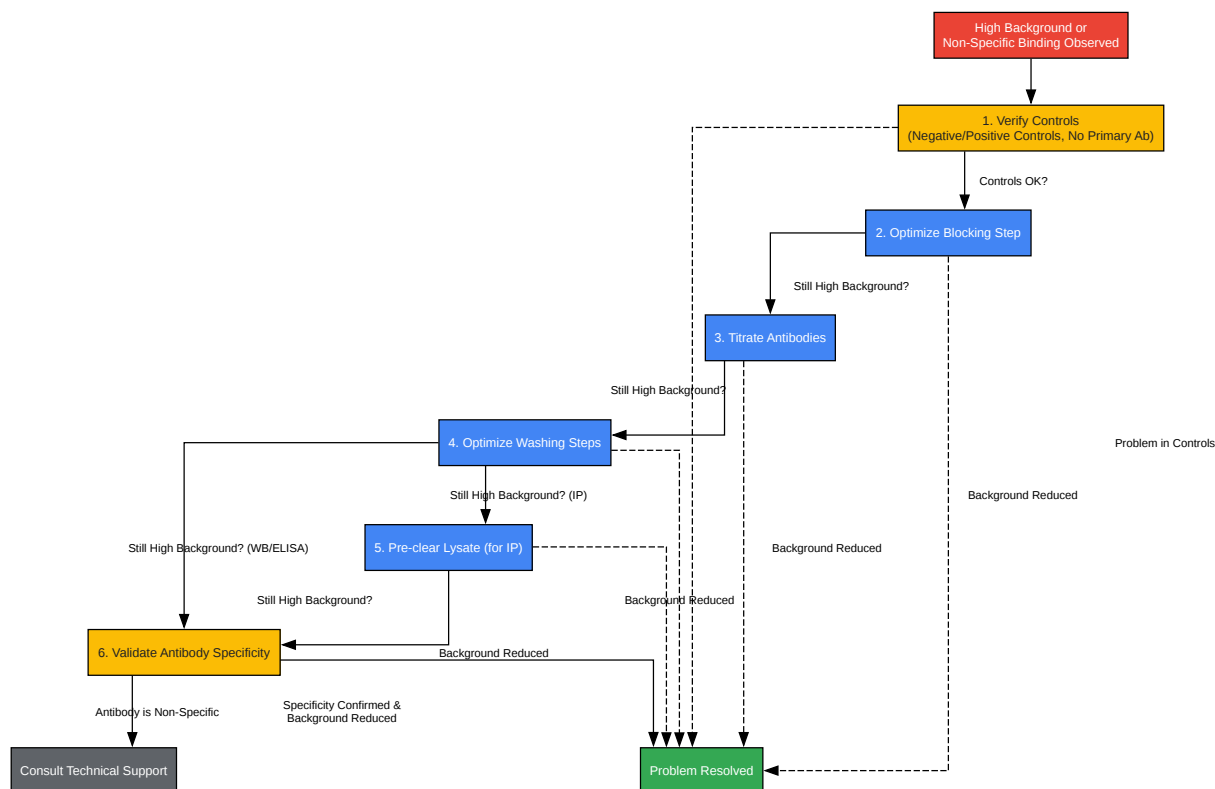 High Background or
Non-Specific Binding Observed
1. Verify Controls
(Negative/Positive Controls, No Primary Ab)
Controls OK?
2. Optimize Blocking Step
Still High Background?
3. Titrate Antibodies
Still High Background?
4. Optimize Washing Steps
Problem in Controls
Still High Background? (IP)
Background Reduced
5. Pre-clear Lysate (for IP)
Still High Background? (WB/ELISA)
Background Reduced
Still High Background?
Background Reduced
6. Validate Antibody Specificity
Background Reduced
Antibody is Non-Specific
Specificity Confirmed &
Background Reduced
Consult Technical Support
Problem Resolved